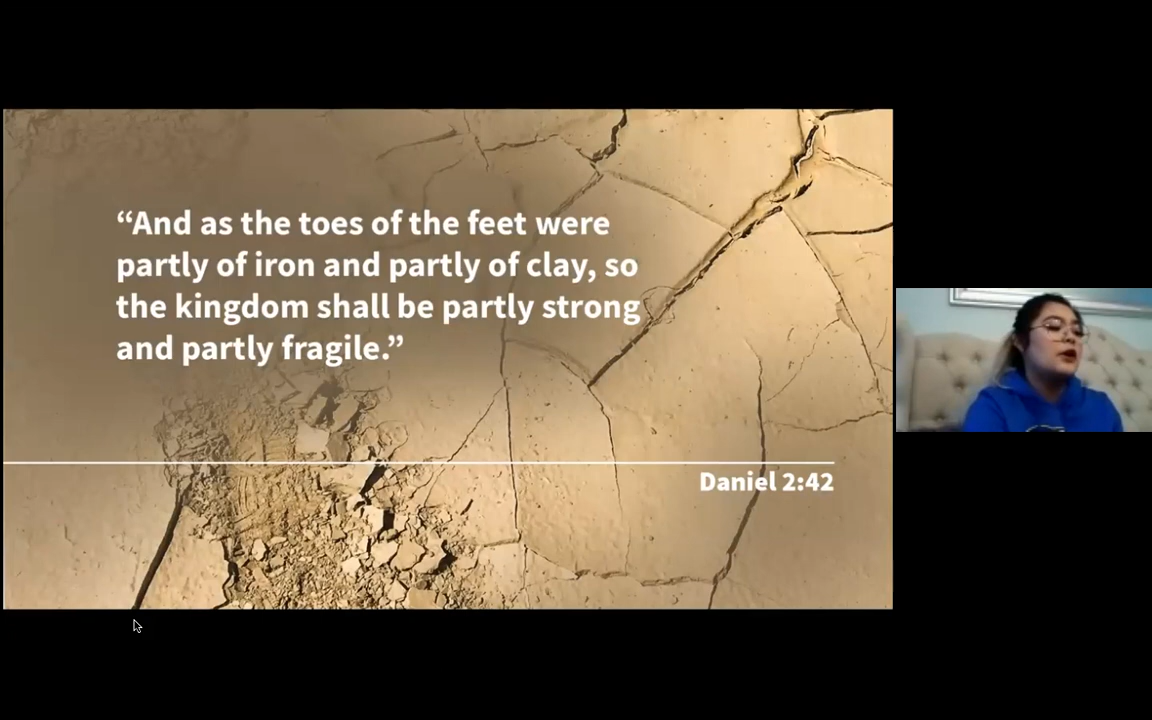 “And as the toes of the feet were
partly of iron and partly of clay, so
the kingdom shall be partly strong
and partly fragile.”
Daniel 2:42